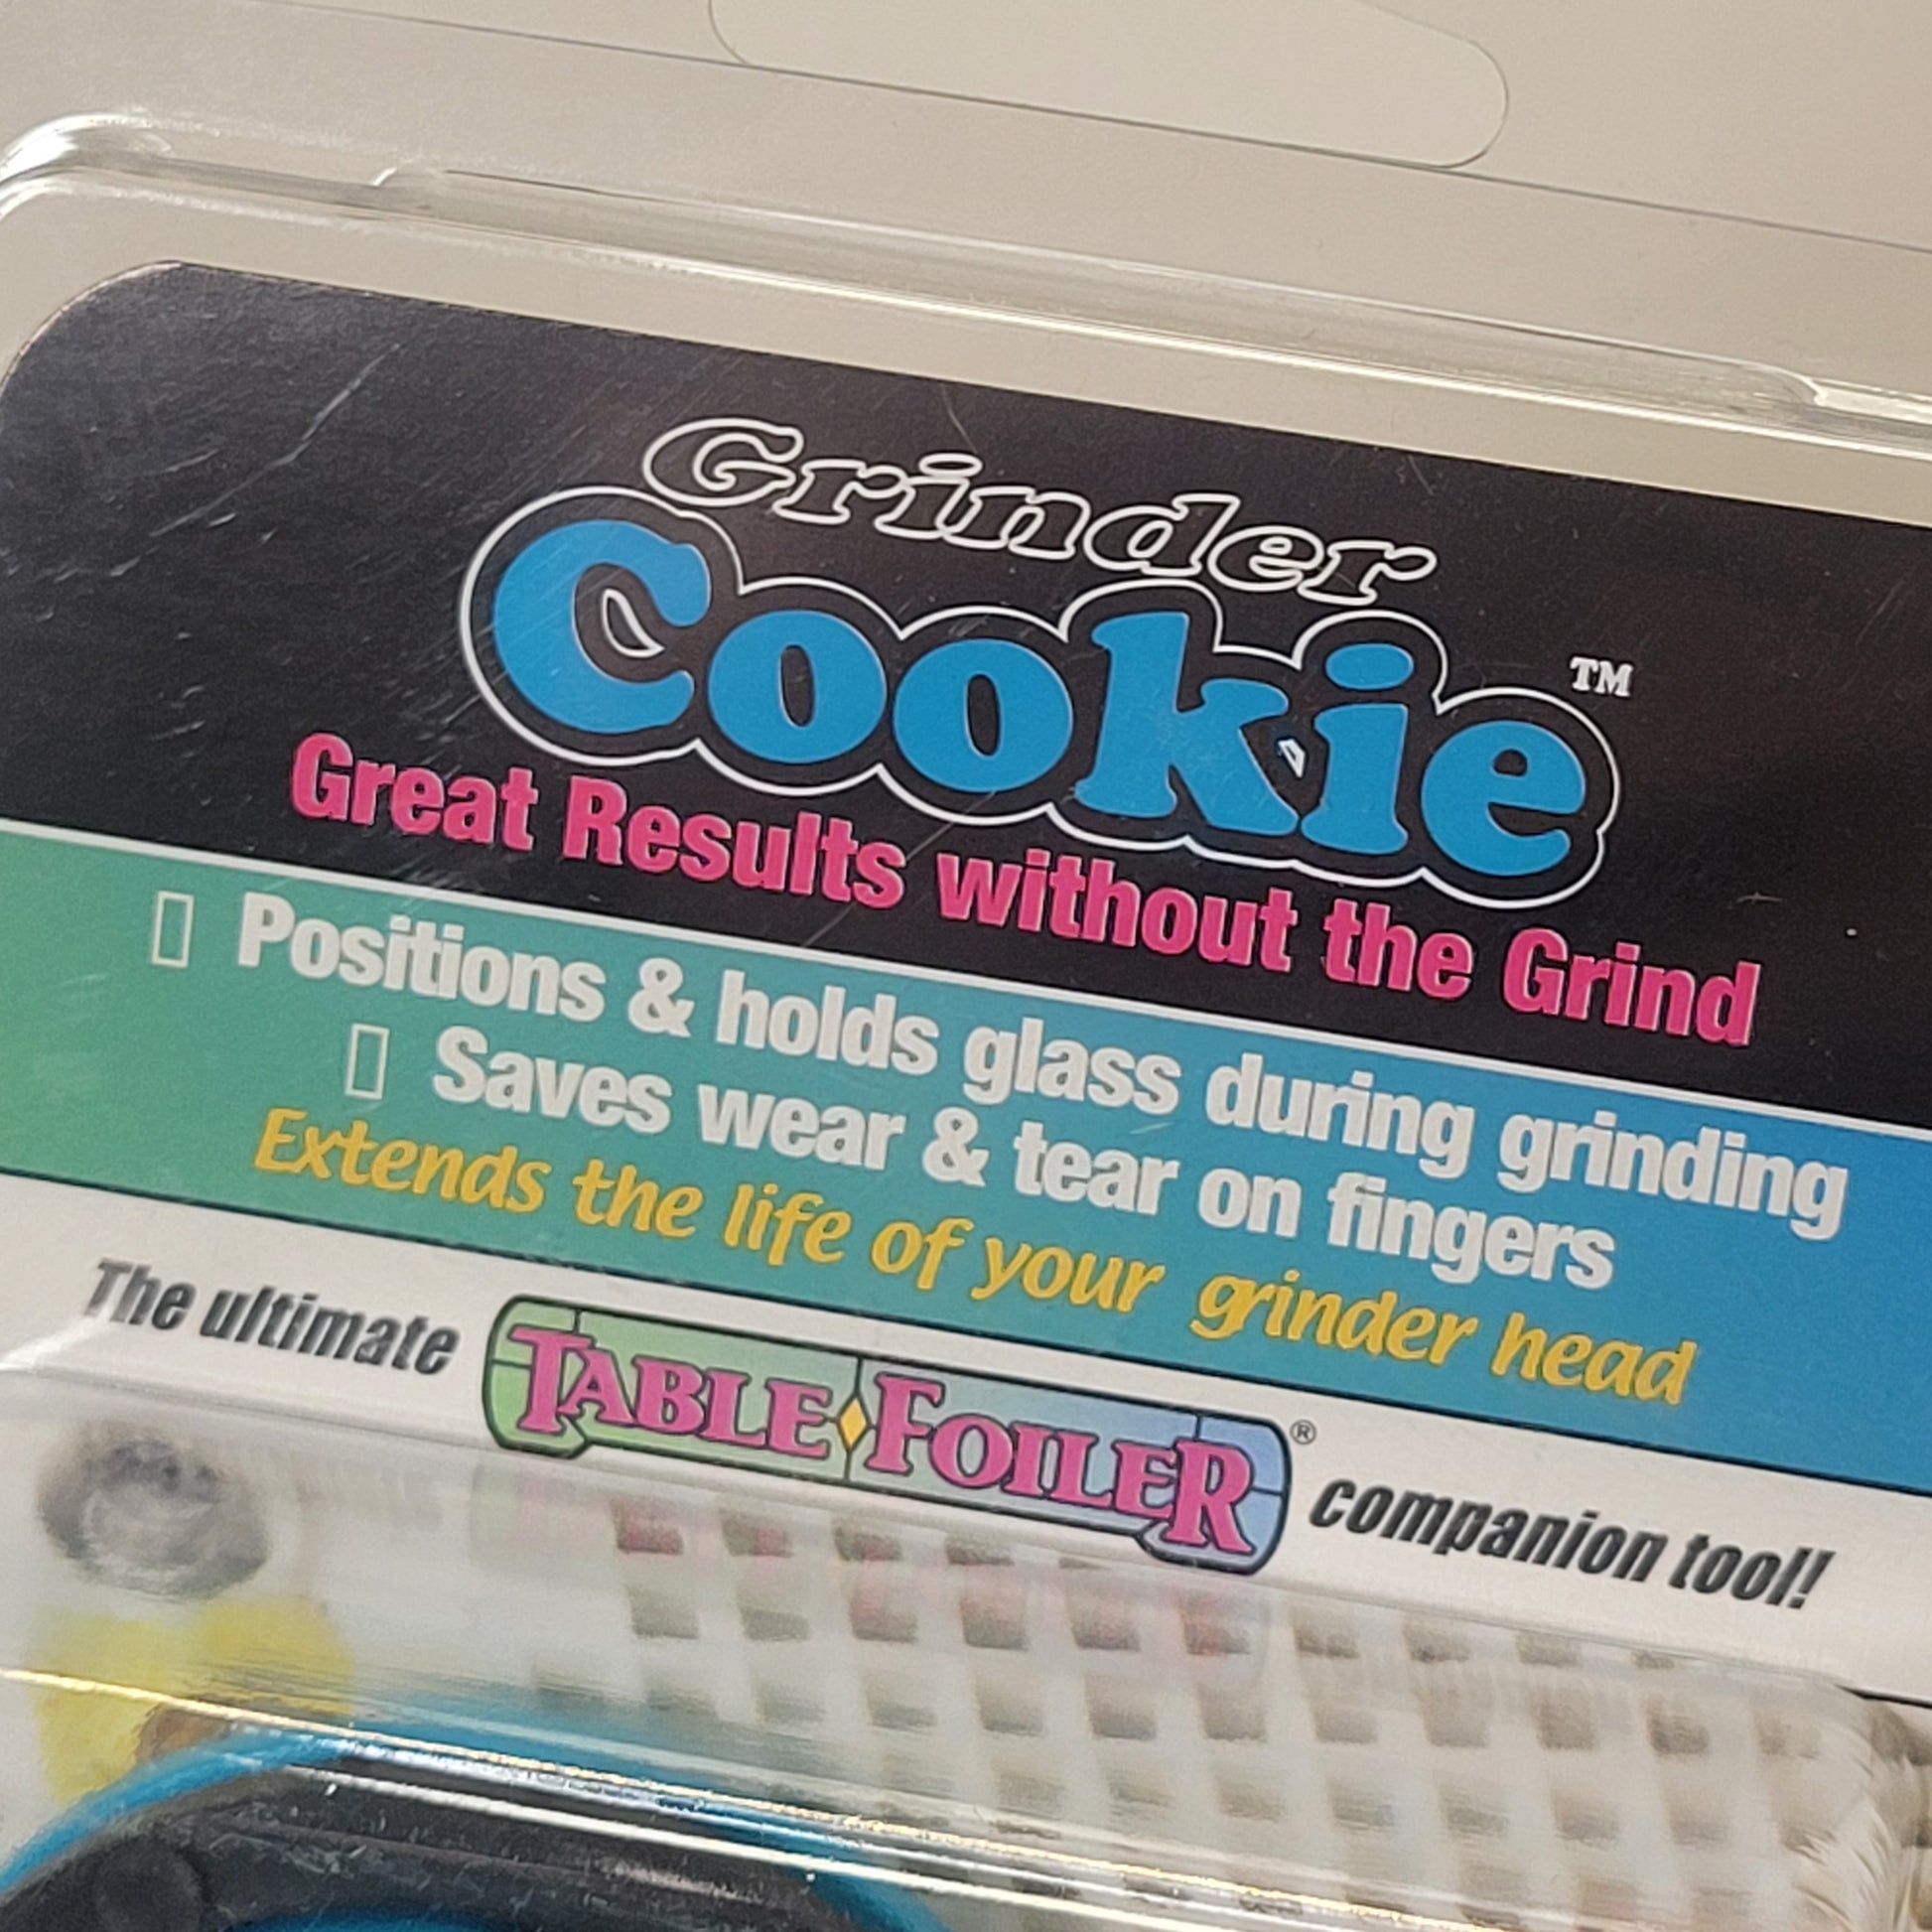 Grinder
Cookie™
Great Results without the Grind
▯ Positions & holds glass during grinding
▯ Saves wear & tear on fingers
Extends the life of your grinder head
The ultimate TABLE FOILER® companion tool!